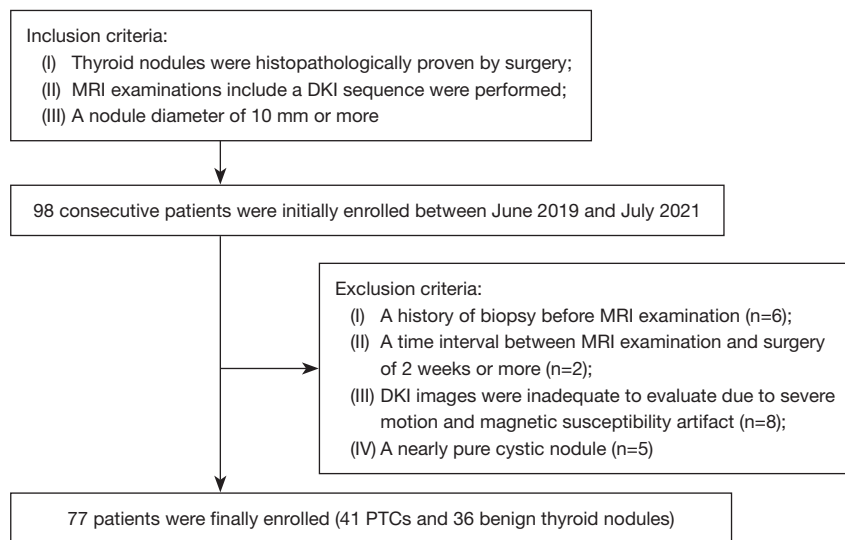 Inclusion criteria:
(I) Thyroid nodules were histopathologically proven by surgery;
(II) MRI examinations include a DKI sequence were performed;
(III) A nodule diameter of 10 mm or more
98 consecutive patients were initially enrolled between June 2019 and July 2021
Exclusion criteria:
(I) A history of biopsy before MRI examination (n=6);
(II) A time interval between MRI examination and surgery
of 2 weeks or more (n=2);
(III) DKI images were inadequate to evaluate due to severe
motion and magnetic susceptibility artifact (n=8);
(IV) A nearly pure cystic nodule (n=5)
77 patients were finally enrolled (41 PTCs and 36 benign thyroid nodules)